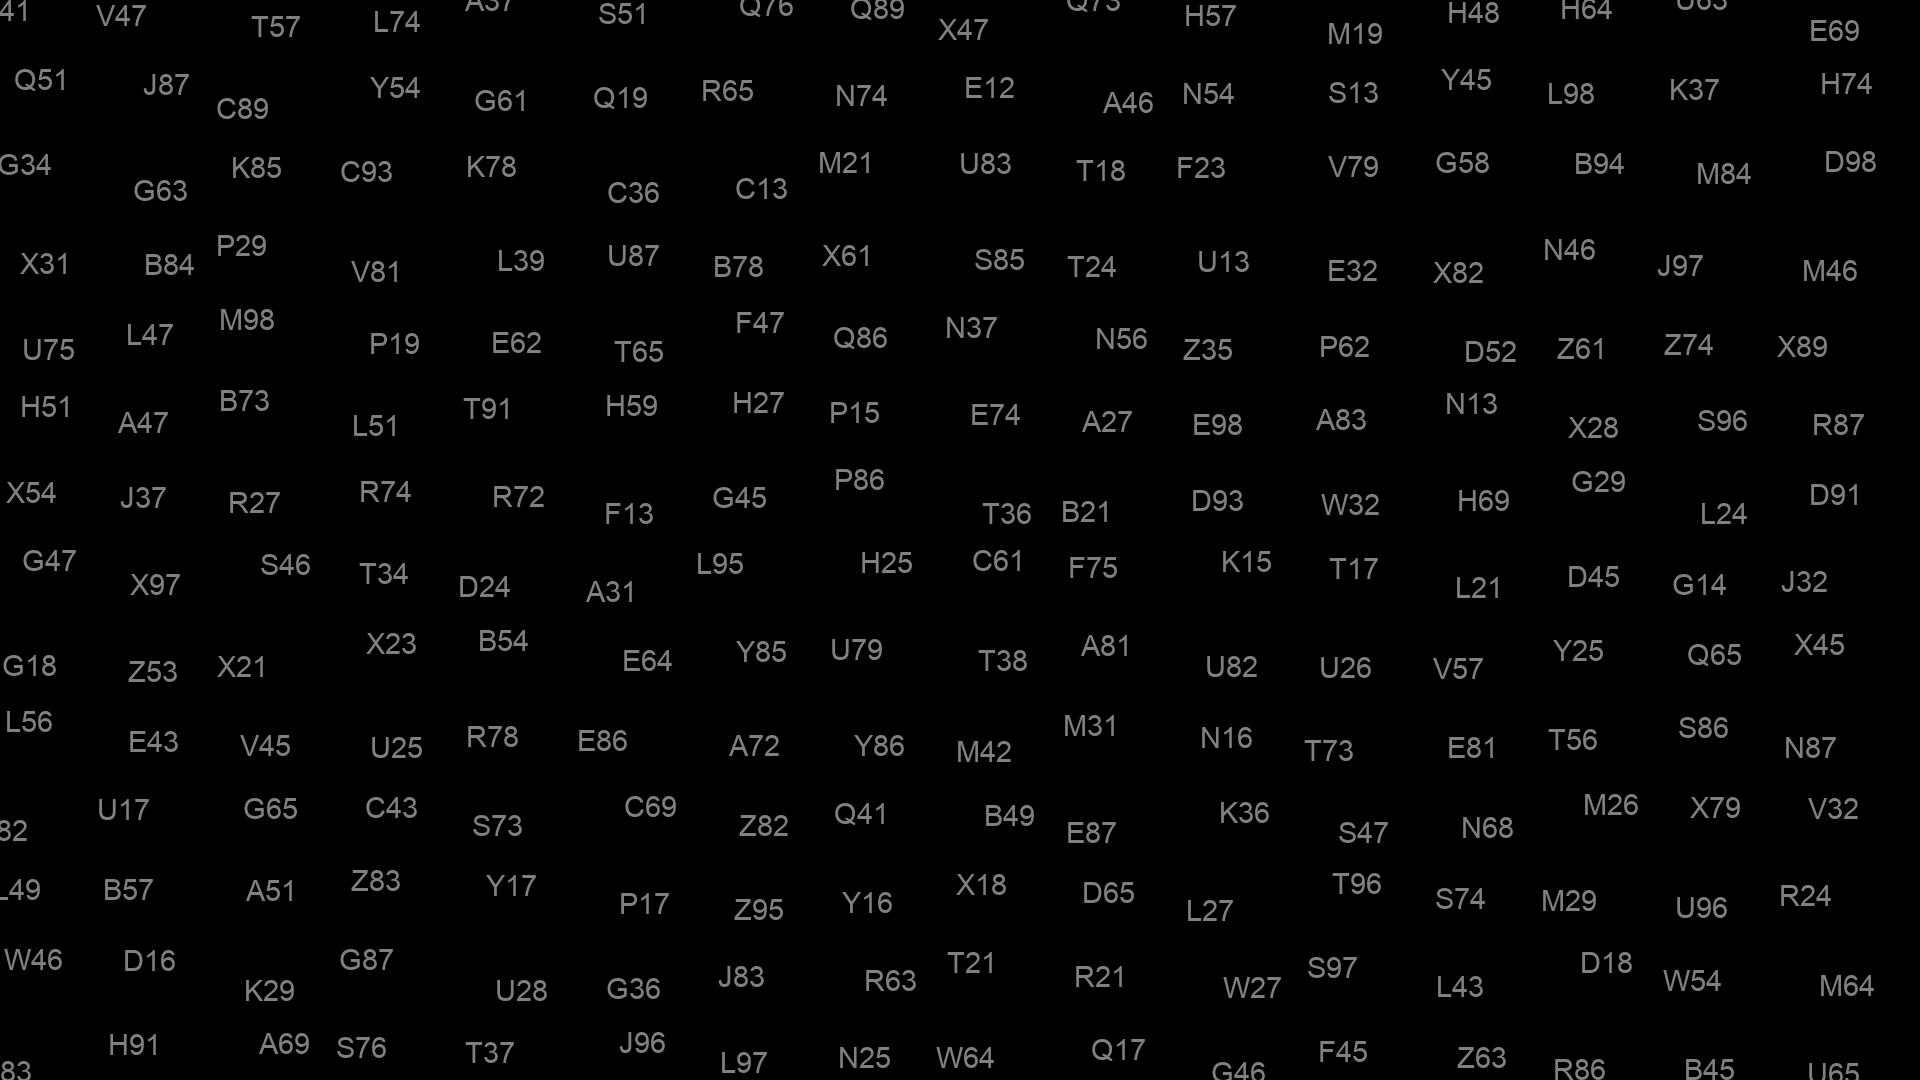 41 V47 T57 L74 A37 S51 Q76 Q89 X47 Q73 H57 M19 H48 H64 U63 E69
Q51 J87 C89 Y54 G61 Q19 R65 N74 E12 A46 N54 S13 Y45 L98 K37 H74
G34 G63 K85 C93 K78 C36 C13 M21 U83 T18 F23 V79 G58 B94 M84 D98
X31 B84 P29 V81 L39 U87 B78 X61 S85 T24 U13 E32 X82 N46 J97 M46
U75 L47 M98 P19 E62 T65 F47 Q86 N37 N56 Z35 P62 D52 Z61 Z74 X89
H51 A47 B73 L51 T91 H59 H27 P15 E74 A27 E98 A83 N13 X28 S96 R87
X54 J37 R27 R74 R72 F13 G45 P86 T36 B21 D93 W32 H69 G29 L24 D91
G47 X97 S46 T34 D24 A31 L95 H25 C61 F75 K15 T17 L21 D45 G14 J32
G18 Z53 X21 X23 B54 E64 Y85 U79 T38 A81 U82 U26 V57 Y25 Q65 X45
L56 E43 V45 U25 R78 E86 A72 Y86 M42 M31 N16 T73 E81 T56 S86 N87
82 U17 G65 C43 S73 C69 Z82 Q41 B49 E87 K36 S47 N68 M26 X79 V32
L49 B57 A51 Z83 Y17 P17 Z95 Y16 X18 D65 L27 T96 S74 M29 U96 R24
W46 D16 K29 G87 U28 G36 J83 R63 T21 R21 W27 S97 L43 D18 W54 M64
83 H91 A69 S76 T37 J96 L97 N25 W64 Q17 G46 F45 Z63 R86 B45 U65